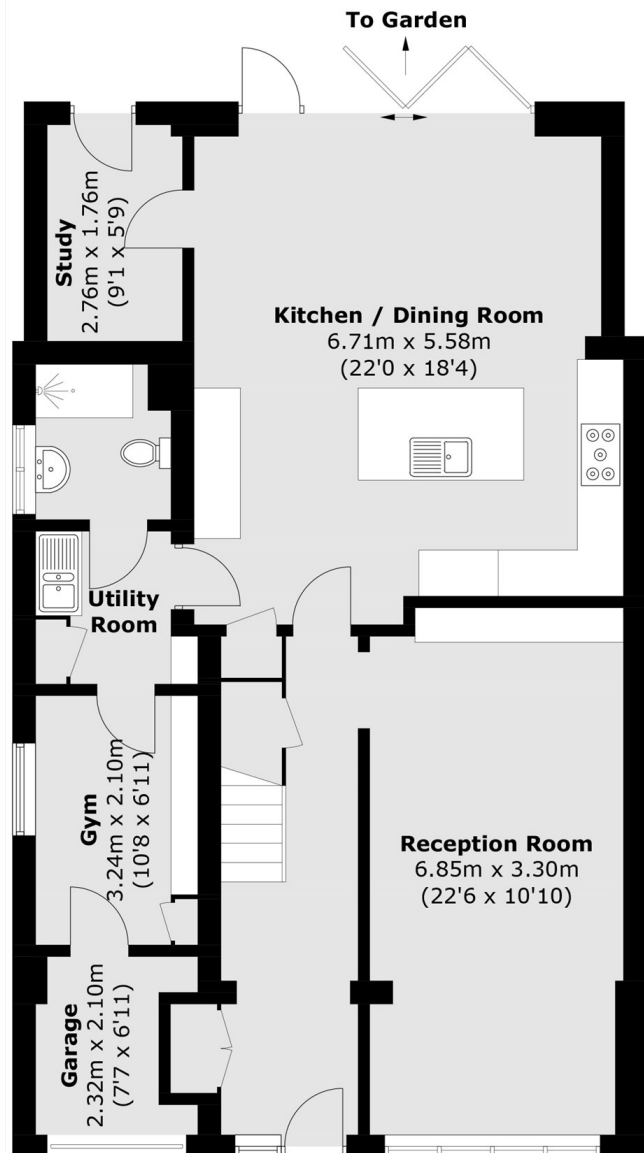 To Garden
Study
2.76m x 1.76m
(9'1 x 5'9)
Kitchen / Dining Room
6.71m x 5.58m
(22'0 x 18'4)
Utility
Room
Gym
3.24m x 2.10m
(10'8 x 6'11)
Reception Room
6.85m x 3.30m
(22'6 x 10'10)
Garage
2.32m x 2.10m
(7'7 x 6'11)